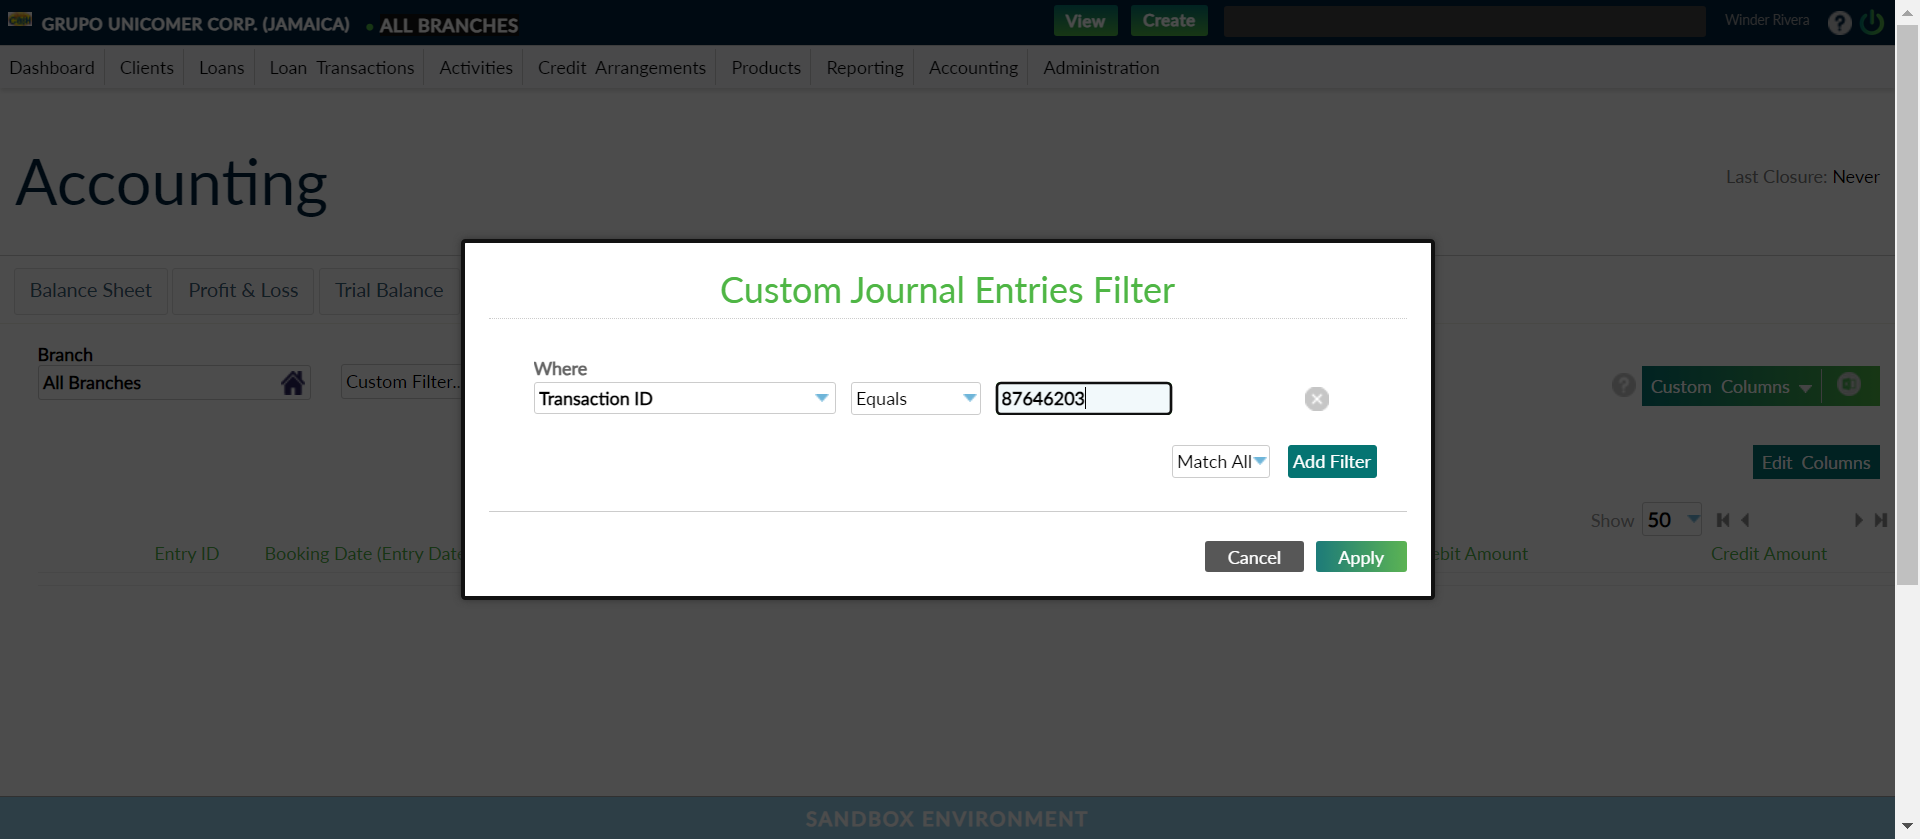 GRUPO UNICOMER CORP. (JAMAICA) • ALL BRANCHES View Create Winder Rivera ?
Dashboard Clients Loans Loan Transactions Activities Credit Arrangements Products Reporting Accounting Administration
Accounting
Last Closure: Never
Balance Sheet Profit & Loss Trial Balance
Custom Journal Entries Filter
Branch
All Branches
Custom Filter...
Where
Transaction ID Equals 87646203
Match All Add Filter
Cancel Apply
? Custom Columns
Edit Columns
Show 50
Entry ID Booking Date (Entry Date ebit Amount Credit Amount
SANDBOX ENVIRONMENT